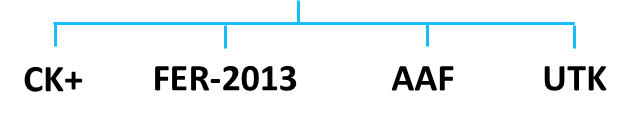 CK+ FER-2013 AAF UTK